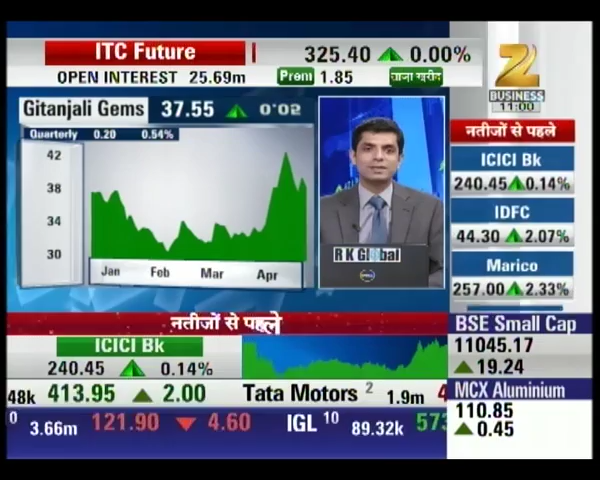 ITC Future
325.40 0.00%
OPEN INTEREST 25.69m Prem 1.85 ताजा खरीद
Z
BUSINESS
11:00
Gitanjali Gems 37.55 0.02
Quarterly 0.20 0.54%
42
38
34
30
Jan Feb Mar Apr
R K Global
नतीजों से पहले
ICICI Bk
240.45 0.14%
IDFC
44.30 2.07%
Marico
257.00 2.33%
नतीजों से पहले
ICICI Bk
240.45 0.14%
BSE Small Cap
11045.17
19.24
48k 413.95 2.00 Tata Motors 2 1.9m 4
MCX Aluminium
110.85
0.45
0 3.66m 121.90 4.60 IGL 10 89.32k 573